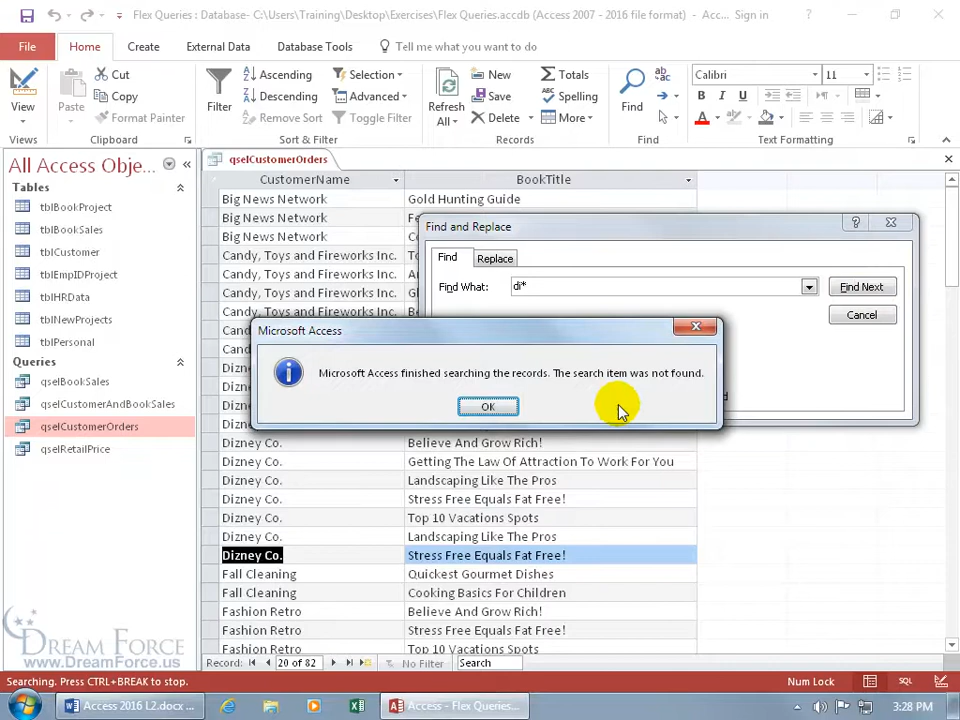 Flex Queries : Database- C:\Users\Training\Desktop\Exercises\Flex Queries.accdb (Access 2007 - 2016 file format) - Acc... Sign in
File Home Create External Data Database Tools Tell me what you want to do
View
Views
Paste
Cut
Copy
Format Painter
Clipboard
Filter
Ascending
Descending
Remove Sort
Selection
Advanced
Toggle Filter
Sort & Filter
Refresh
All
New
Save
Delete
Totals
Spelling
More
Records
Find
Find
Calibri 11
B I U
Text Formatting
All Access Obje...
Tables
tblBookProject
tblBookSales
tblCustomer
tblEmpIDProject
tblHRData
tblNewProjects
tblPersonal
Queries
qselBookSales
qselCustomerAndBookSales
qselCustomerOrders
qselRetailPrice
qselCustomerOrders
CustomerName BookTitle
Big News Network Gold Hunting Guide
Big News Network
Big News Network
Candy, Toys and Fireworks Inc.
Candy, Toys and Fireworks Inc.
Candy, Toys and Fireworks Inc.
Dizney Co. Believe And Grow Rich!
Dizney Co. Getting The Law Of Attraction To Work For You
Dizney Co. Landscaping Like The Pros
Dizney Co. Stress Free Equals Fat Free!
Dizney Co. Top 10 Vacations Spots
Dizney Co. Landscaping Like The Pros
Dizney Co. Stress Free Equals Fat Free!
Fall Cleaning Quickest Gourmet Dishes
Fall Cleaning Cooking Basics For Children
Fashion Retro Believe And Grow Rich!
Fashion Retro Stress Free Equals Fat Free!
Fashion Retro Top 10 Vacations Spots
Find and Replace
Find Replace
Find What: di* Find Next
Cancel
Microsoft Access
Microsoft Access finished searching the records. The search item was not found.
OK
Record: 20 of 82 No Filter Search
DREAM FORCE
www.DreamForce.us
Searching. Press CTRL+BREAK to stop. Num Lock SQL
Access 2016 L2.docx ... Access - Flex Queries... 3:28 PM